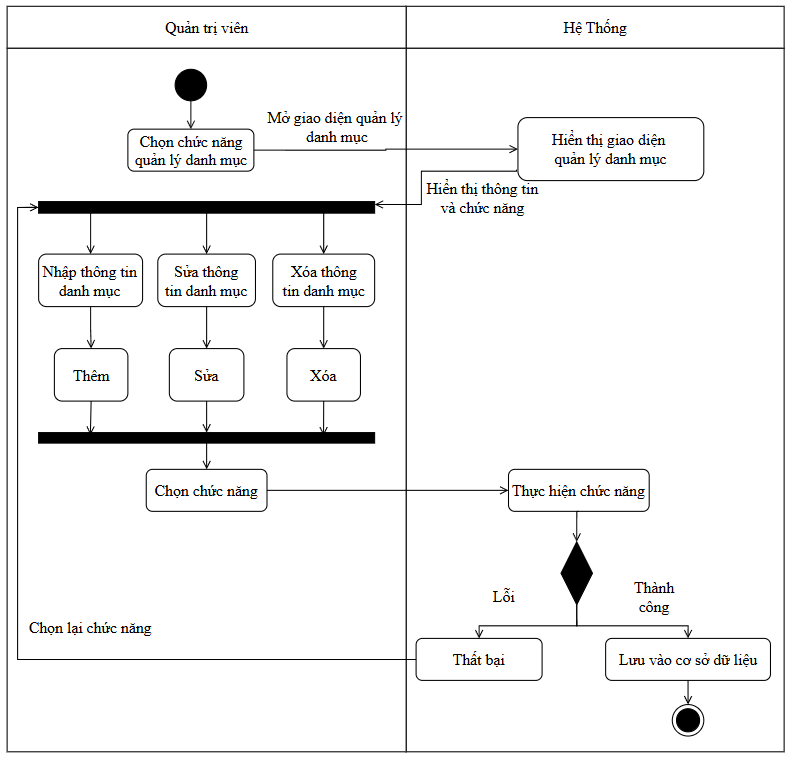 Quản trị viên
Hệ Thống
Chọn chức năng
quản lý danh mục
Mở giao diện quản lý
danh mục
Hiển thị giao diện
quản lý danh mục
Hiển thị thông tin
và chức năng
Nhập thông tin
danh mục
Sửa thông
tin danh mục
Xóa thông
tin danh mục
Thêm
Sửa
Xóa
Chọn chức năng
Thực hiện chức năng
Lỗi
Thành
công
Chọn lại chức năng
Thất bại
Lưu vào cơ sở dữ liệu